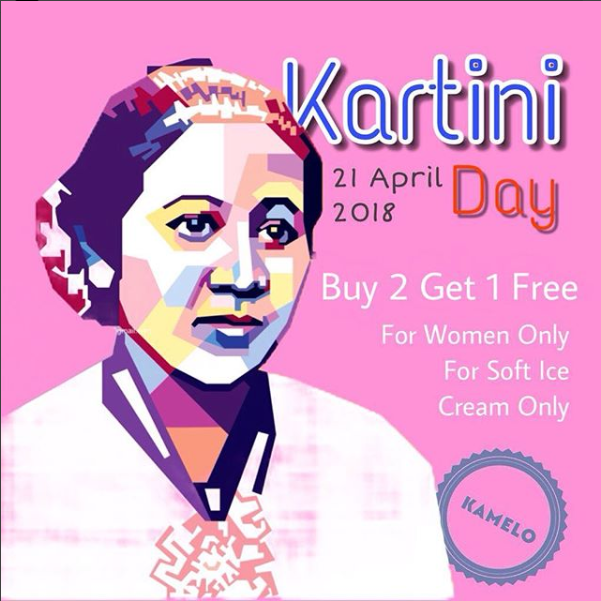 Kartini
21 April
2018
Day
Buy 2 Get 1 Free
For Women Only
For Soft Ice
Cream Only
KAMELO